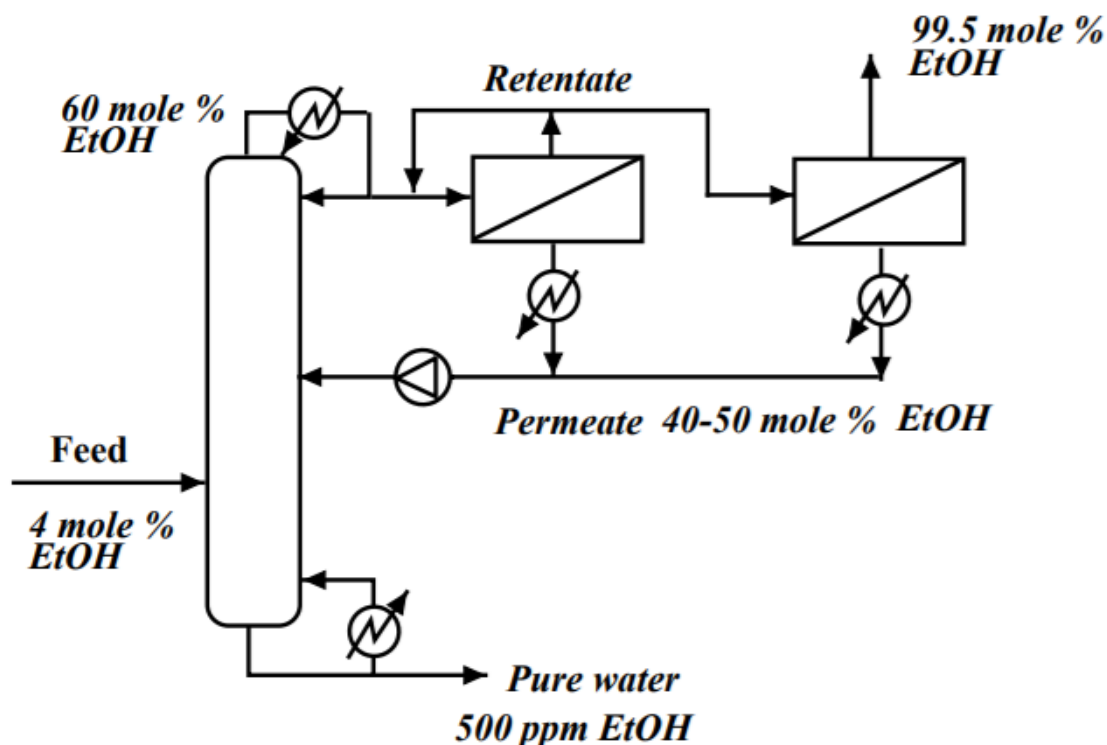 99.5 mole %
EtOH
Retentate
60 mole %
EtOH
Permeate 40-50 mole % EtOH
Feed
4 mole %
EtOH
Pure water
500 ppm EtOH